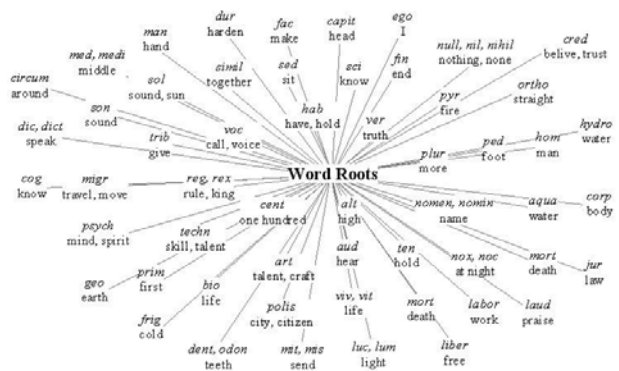 dur
harden
fac
make
capit
head
ego
I
man
hand
null, nil, nihil
nothing, none
cred
belive, trust
med, medi
middle
simil
together
sed
sit
sci
know
fin
end
circum
around
sol
sound, sun
ortho
straight
son
sound
hab
have, hold
pyr
fire
dic, dict
speak
voc
call, voice
ver
truth
hydro
water
trib
give
plur
more
ped
foot
hom
man
Word Roots
cog
know
migr
travel, move
reg, rex
rule, king
cent
one hundred
alt
high
nomen, nomin
name
aqua
water
corp
body
psych
mind, spirit
techn
skill, talent
aud
hear
ten
hold
nox, noc
at night
mort
death
jur
law
geo
earth
prim
first
bio
life
art
talent, craft
viv, vit
life
mort
death
labor
work
laud
praise
frig
cold
polis
city, citizen
dent, odon
teeth
mit, mis
send
luc, lum
light
liber
free